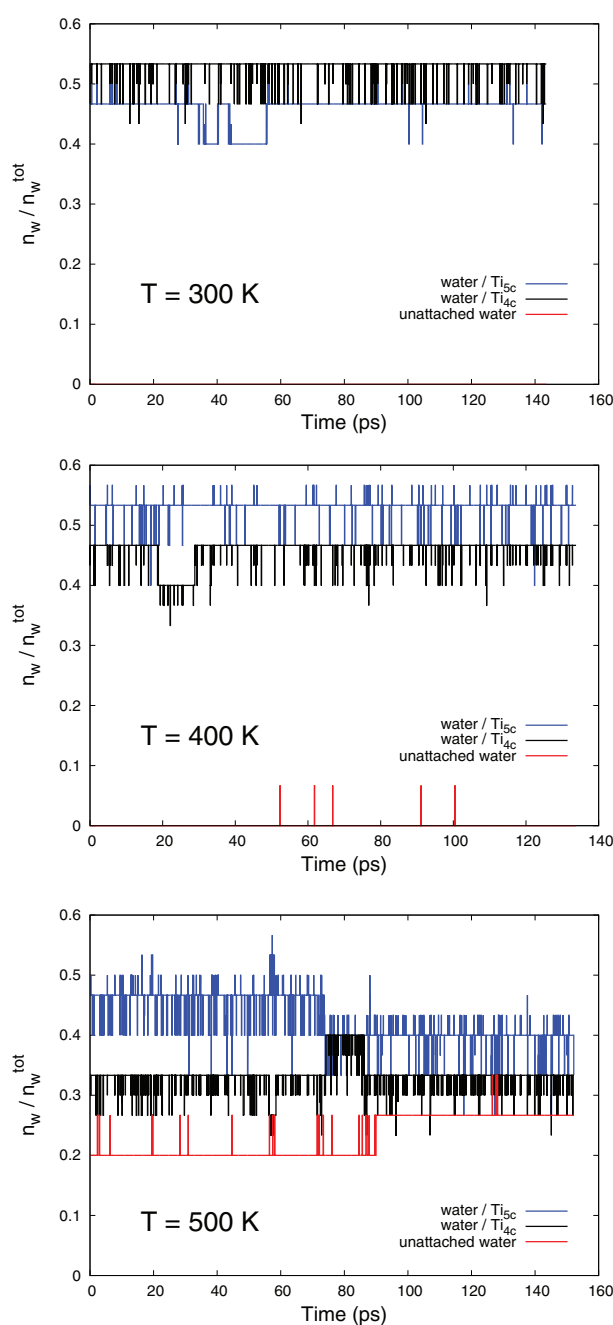 0.6
0.5
0.4
0.3
0.2
0.1
0
n_w / n_w^tot
T = 300 K
water / Ti_5c
water / Ti_4c
unattached water
0 20 40 60 80 100 120 140 160
Time (ps)
0.6
0.5
0.4
0.3
0.2
0.1
0
n_w / n_w^tot
T = 400 K
water / Ti_5c
water / Ti_4c
unattached water
0 20 40 60 80 100 120 140
Time (ps)
0.6
0.5
0.4
0.3
0.2
0.1
0
n_w / n_w^tot
T = 500 K
water / Ti_5c
water / Ti_4c
unattached water
0 20 40 60 80 100 120 140 160
Time (ps)